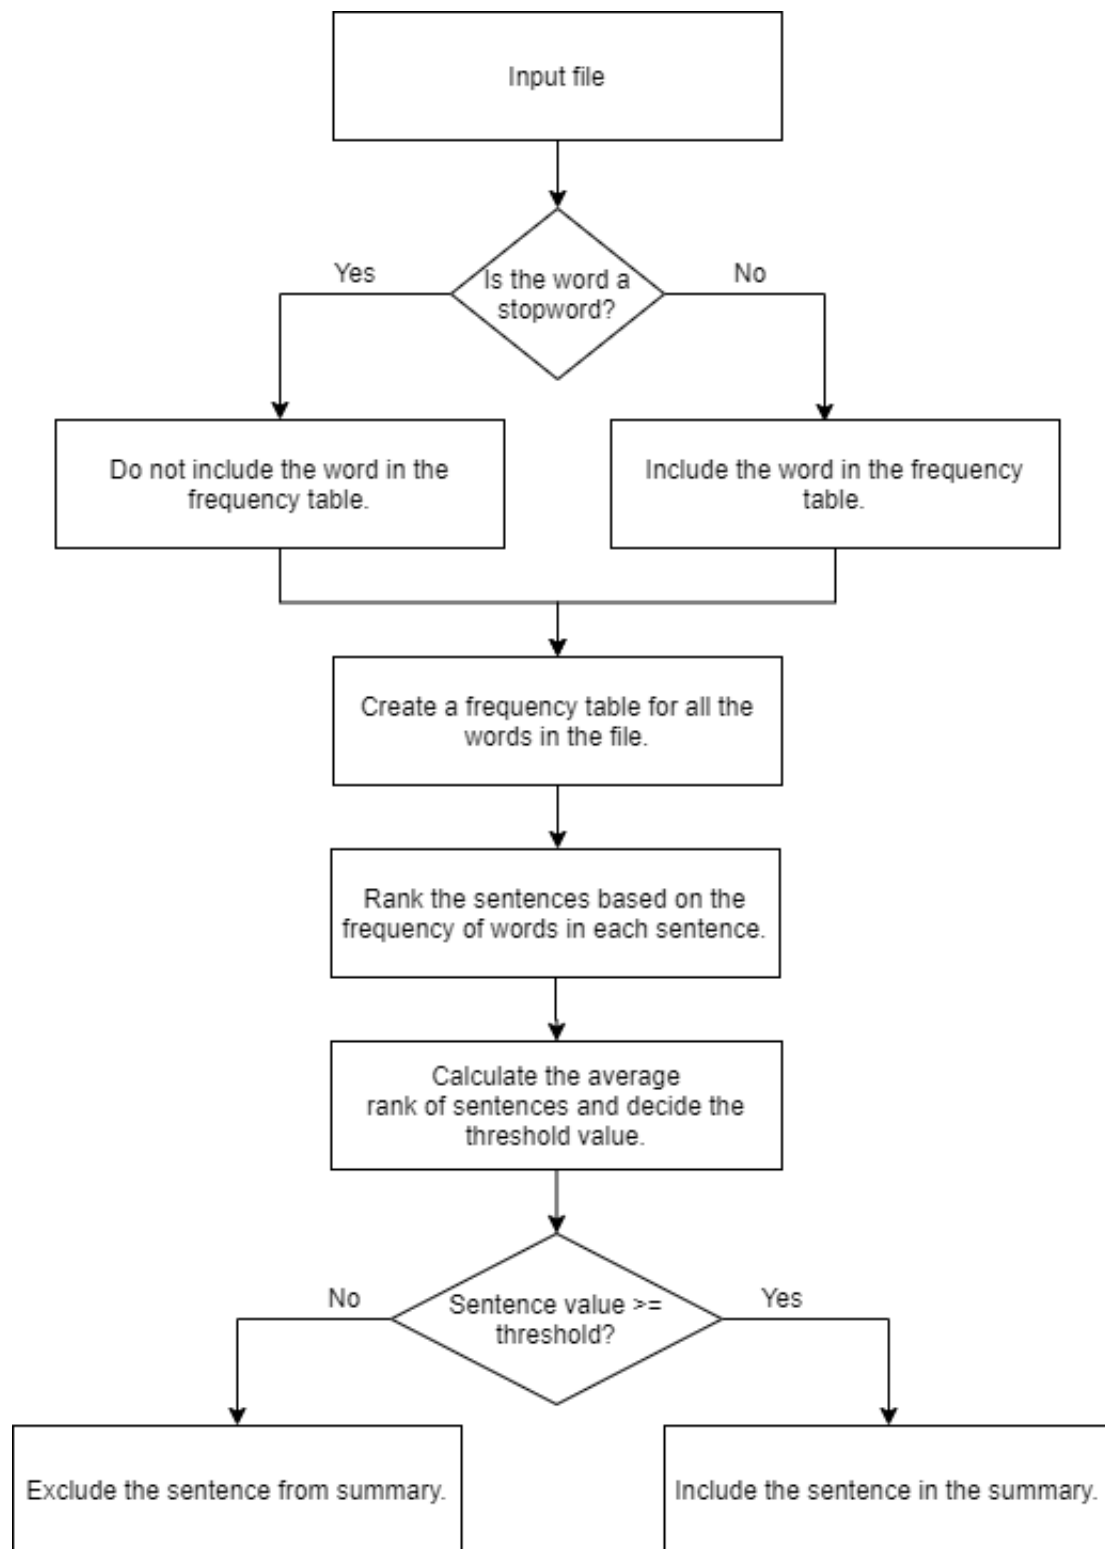 Input file
Yes
Is the word a
stopword?
No
Do not include the word in the
frequency table.
Include the word in the frequency
table.
Create a frequency table for all the
words in the file.
Rank the sentences based on the
frequency of words in each sentence.
Calculate the average
rank of sentences and decide the
threshold value.
No
Sentence value >=
threshold?
Yes
Exclude the sentence from summary.
Include the sentence in the summary.